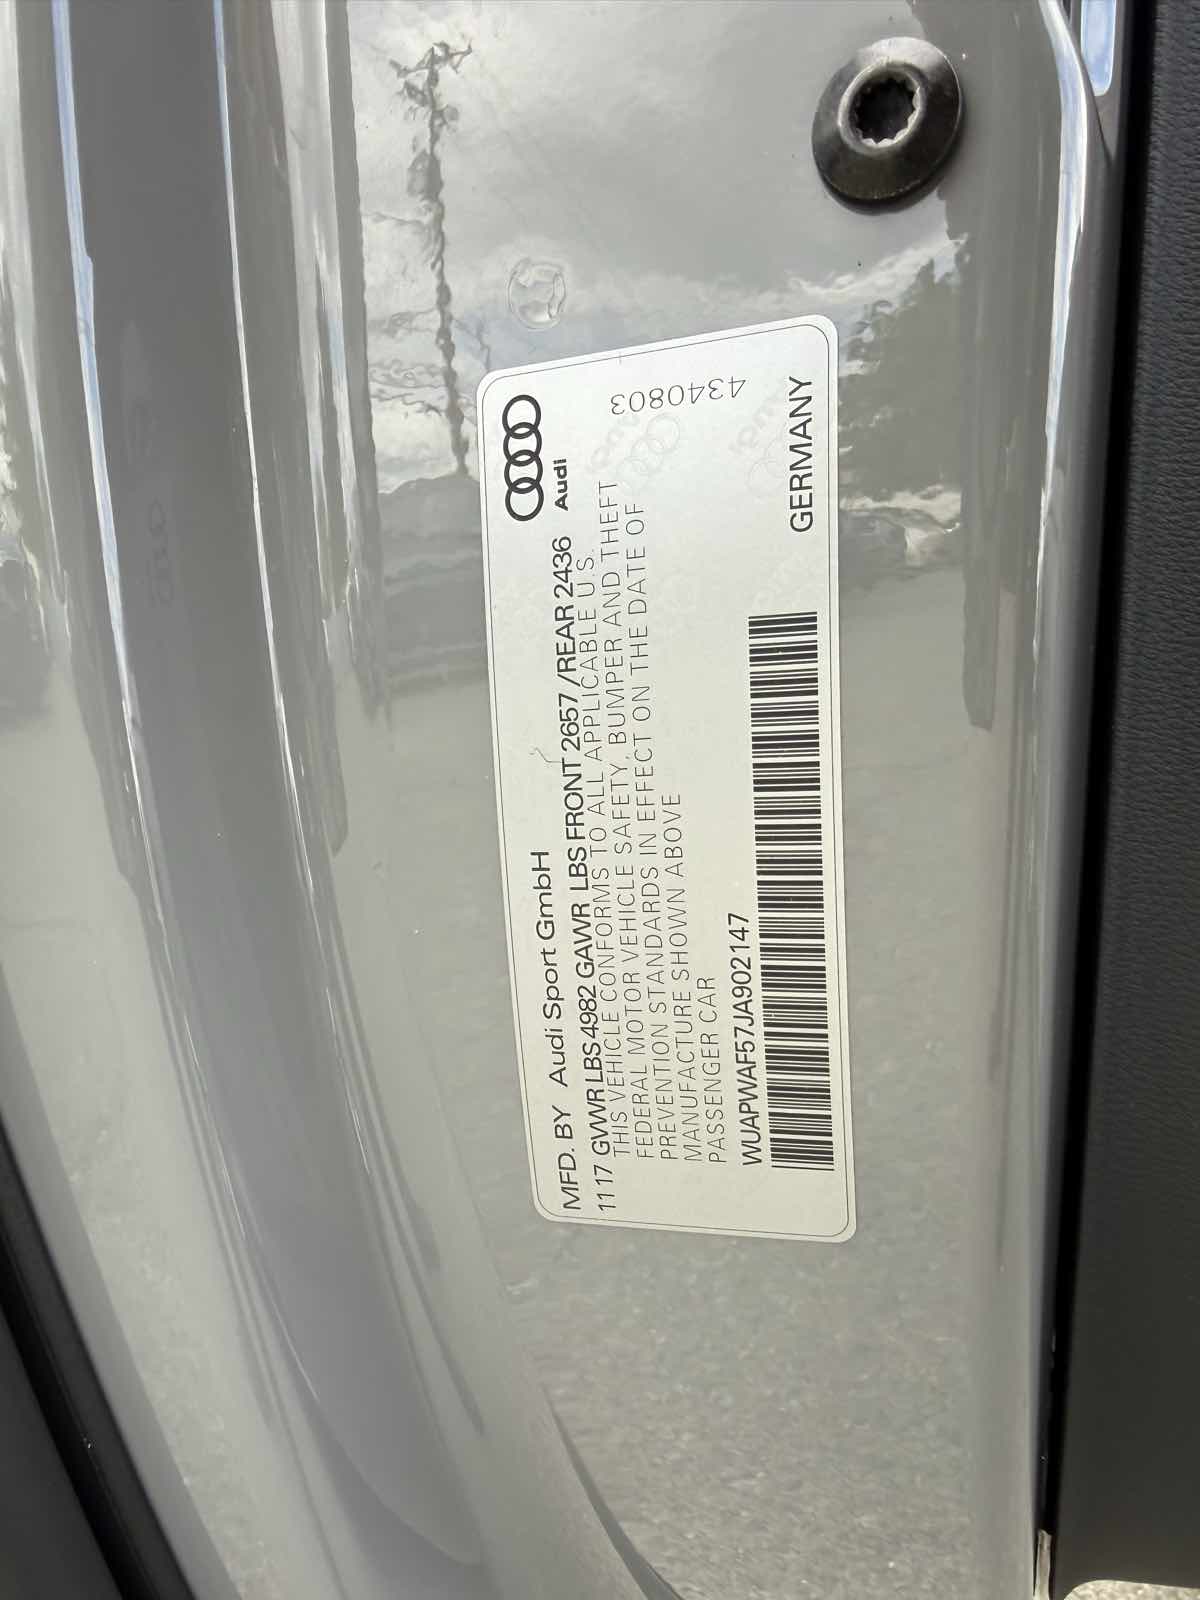 MFD. BY Audi Sport GmbH
Audi
1117 GVWR LBS 4982 GAWR LBS FRONT 2657 /REAR 2436
THIS VEHICLE CONFORMS TO ALL APPLICABLE U.S.
FEDERAL MOTOR VEHICLE SAFETY, BUMPER AND THEFT
PREVENTION STANDARDS IN EFFECT ON THE DATE OF
MANUFACTURE SHOWN ABOVE
PASSENGER CAR
4340803
WUAPWAF57JA902147
GERMANY